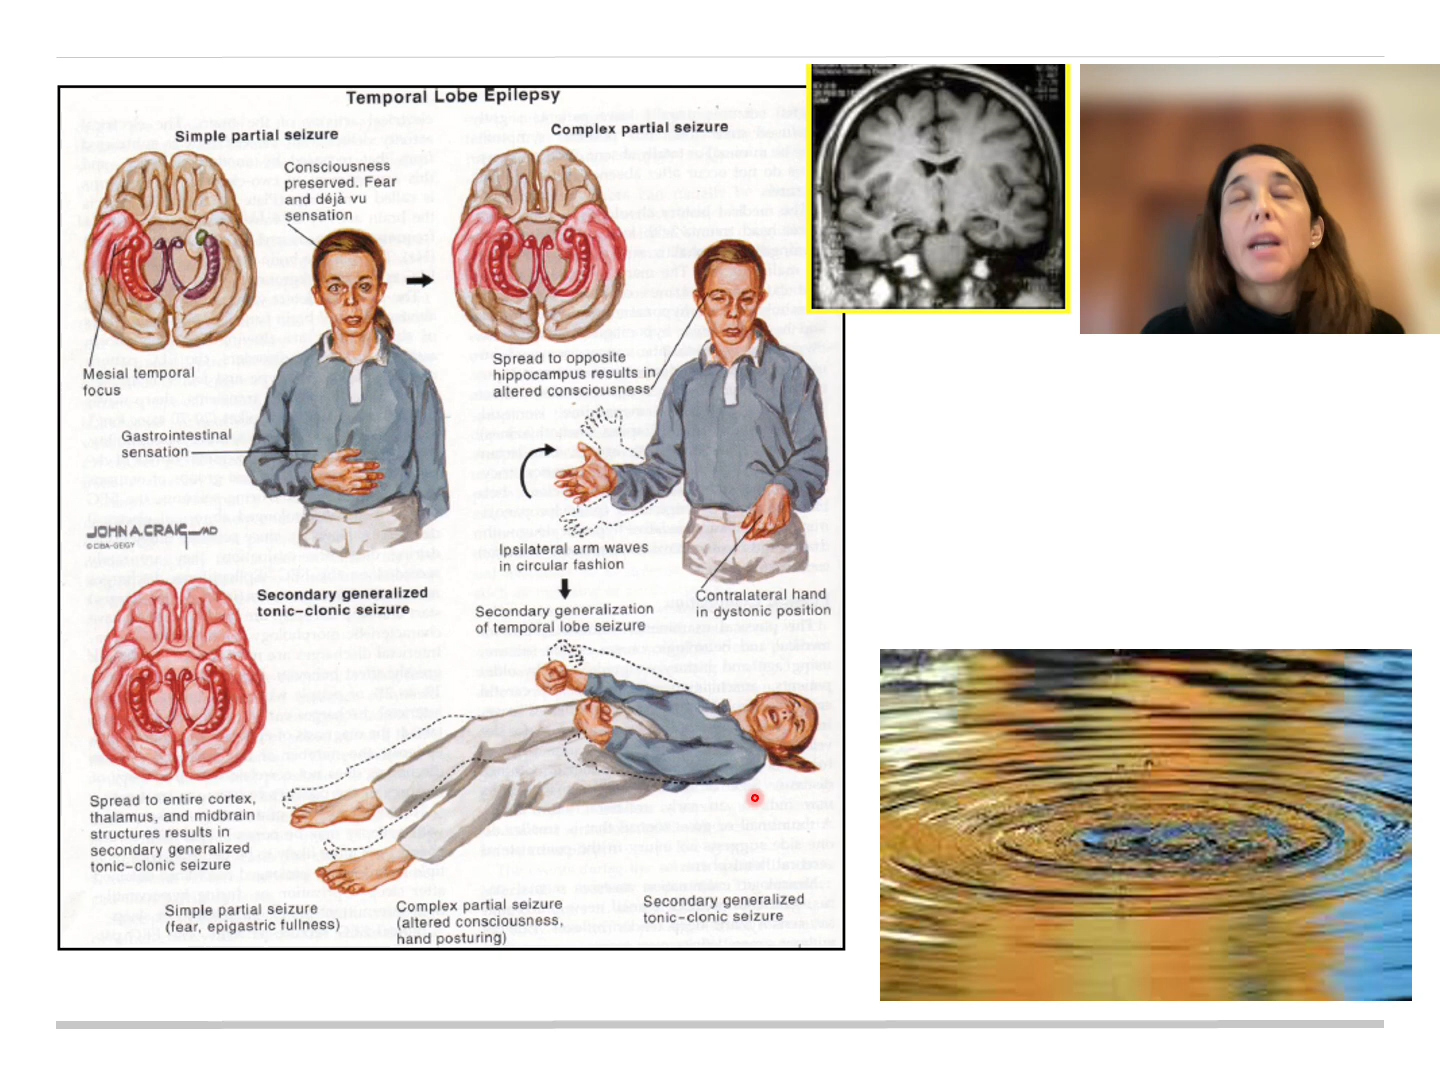 Temporal Lobe Epilepsy
Simple partial seizure
Consciousness
preserved. Fear
and déjà vu
sensation
Mesial temporal
focus
Gastrointestinal
sensation
JOHN A. CRAIG MD
© CIBA-GEIGY
Complex partial seizure
Spread to opposite
hippocampus results in
altered consciousness
Ipsilateral arm waves
in circular fashion
Contralateral hand
in dystonic position
Secondary generalization
of temporal lobe seizure
Secondary generalized
tonic–clonic seizure
Spread to entire cortex,
thalamus, and midbrain
structures results in
secondary generalized
tonic–clonic seizure
Simple partial seizure
(fear, epigastric fullness)
Complex partial seizure
(altered consciousness,
hand posturing)
Secondary generalized
tonic–clonic seizure